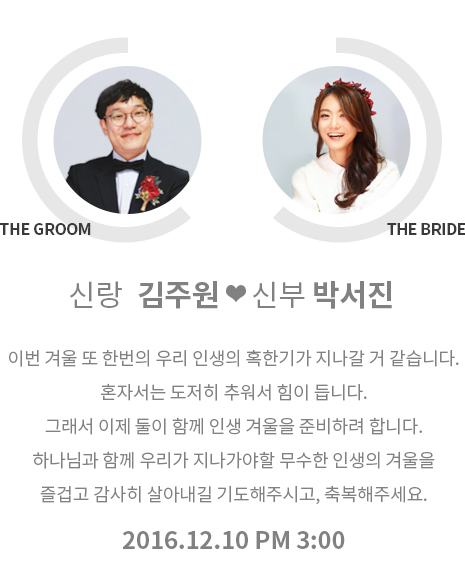 THE GROOM
THE BRIDE
신랑 김주원 ❤ 신부 박서진
이번 겨울 또 한번의 우리 인생의 혹한기가 지나갈 거 같습니다.
혼자서는 도저히 추워서 힘이 듭니다.
그래서 이제 둘이 함께 인생 겨울을 준비하려 합니다.
하나님과 함께 우리가 지나가야할 무수한 인생의 겨울을
즐겁고 감사히 살아내길 기도해주시고, 축복해주세요.
2016.12.10 PM 3:00